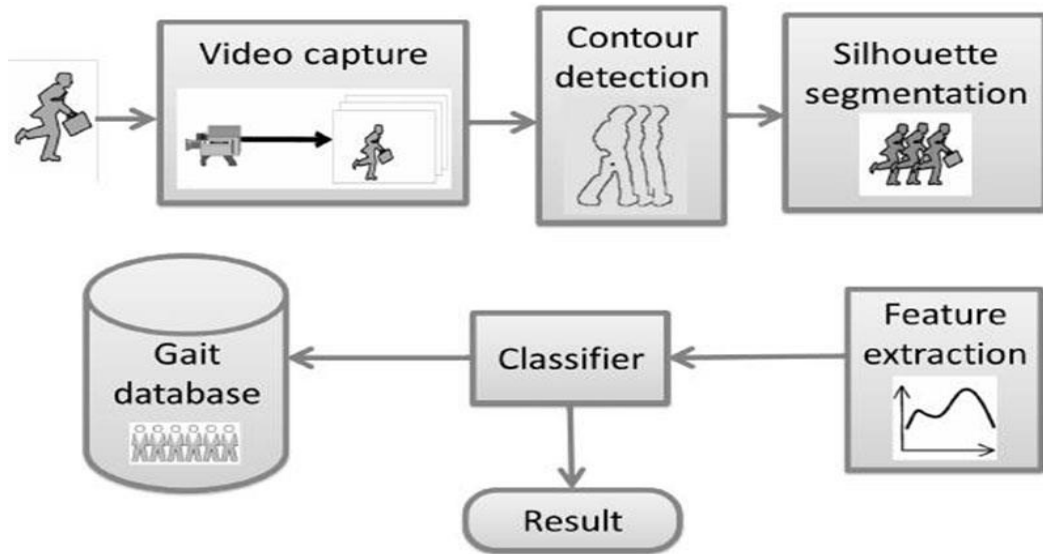 Video capture
Contour
detection
Silhouette
segmentation
Gait
database
Classifier
Feature
extraction
Result